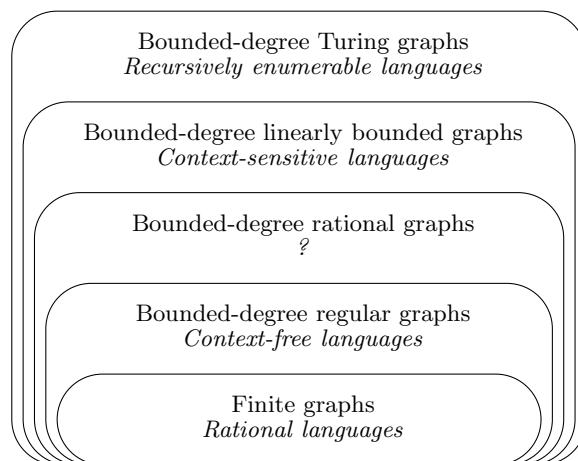 Bounded-degree Turing graphs
Recursively enumerable languages
Bounded-degree linearly bounded graphs
Context-sensitive languages
Bounded-degree rational graphs
?
Bounded-degree regular graphs
Context-free languages
Finite graphs
Rational languages